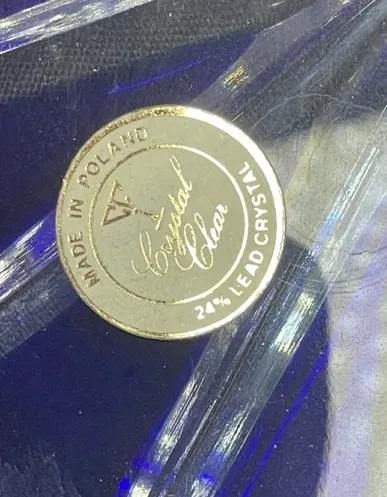 MADE IN POLAND
Crystal
Clear
24% LEAD CRYSTAL